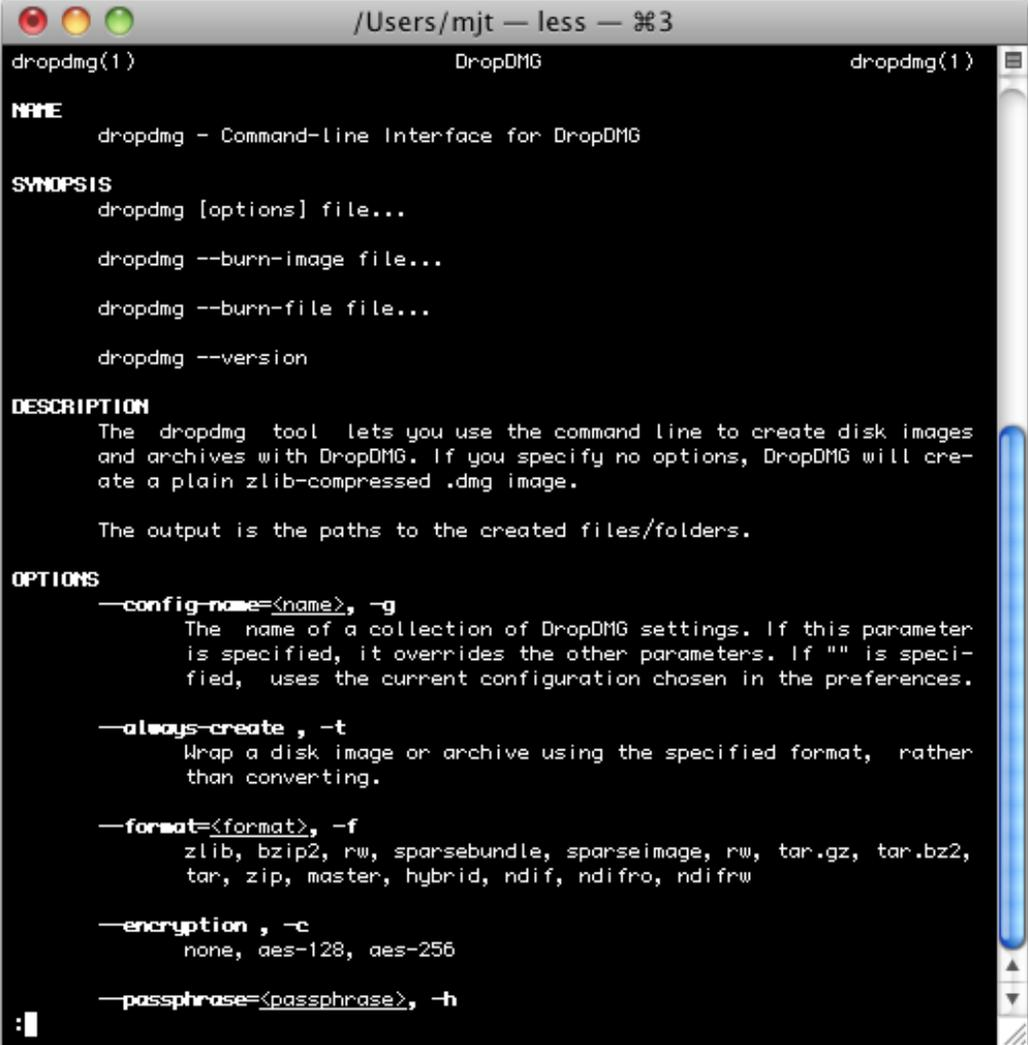 /Users/mjt — less — ⌘3
dropdmg(1) DropDMG dropdmg(1)
NAME
dropdmg - Command-line Interface for DropDMG
SYNOPSIS
dropdmg [options] file...
dropdmg --burn-image file...
dropdmg --burn-file file...
dropdmg --version
DESCRIPTION
The dropdmg tool lets you use the command line to create disk images
and archives with DropDMG. If you specify no options, DropDMG will cre-
ate a plain zlib-compressed .dmg image.
The output is the paths to the created files/folders.
OPTIONS
--config-name=<name>, -g
The name of a collection of DropDMG settings. If this parameter
is specified, it overrides the other parameters. If "" is speci-
fied, uses the current configuration chosen in the preferences.
--always-create , -t
Wrap a disk image or archive using the specified format, rather
than converting.
--format=<format>, -f
zlib, bzip2, rw, sparsebundle, sparseimage, rw, tar.gz, tar.bz2,
tar, zip, master, hybrid, ndif, ndifro, ndifrw
--encryption , -c
none, aes-128, aes-256
--passphrase=<passphrase>, -h
: